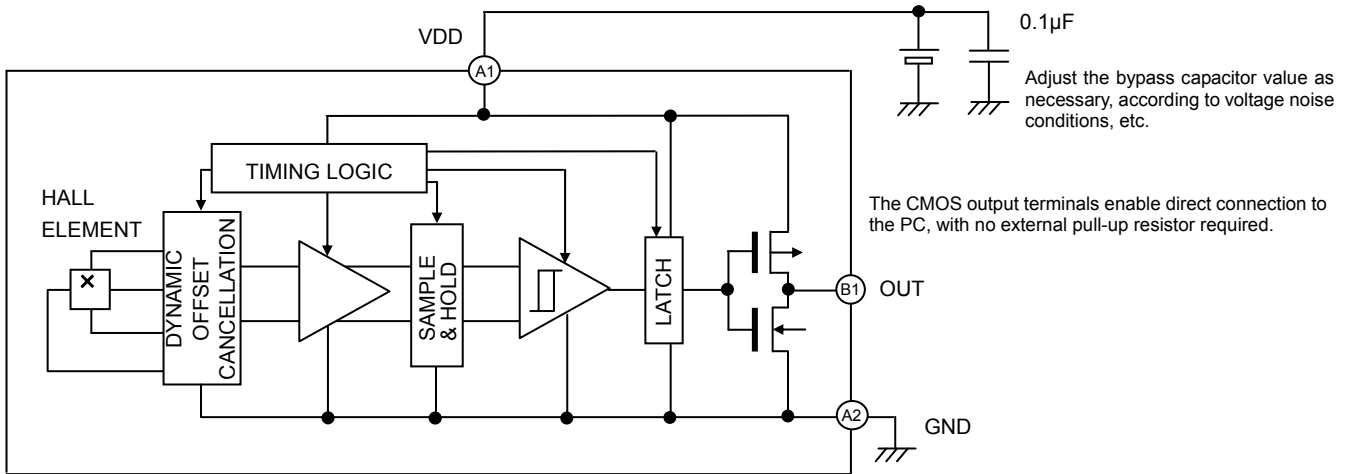 0.1µF
VDD
A1
Adjust the bypass capacitor value as
necessary, according to voltage noise
conditions, etc.
TIMING LOGIC
HALL
ELEMENT
The CMOS output terminals enable direct connection to
the PC, with no external pull-up resistor required.
×
DYNAMIC
OFFSET
CANCELLATION
SAMPLE
& HOLD
LATCH
B1
OUT
A2
GND